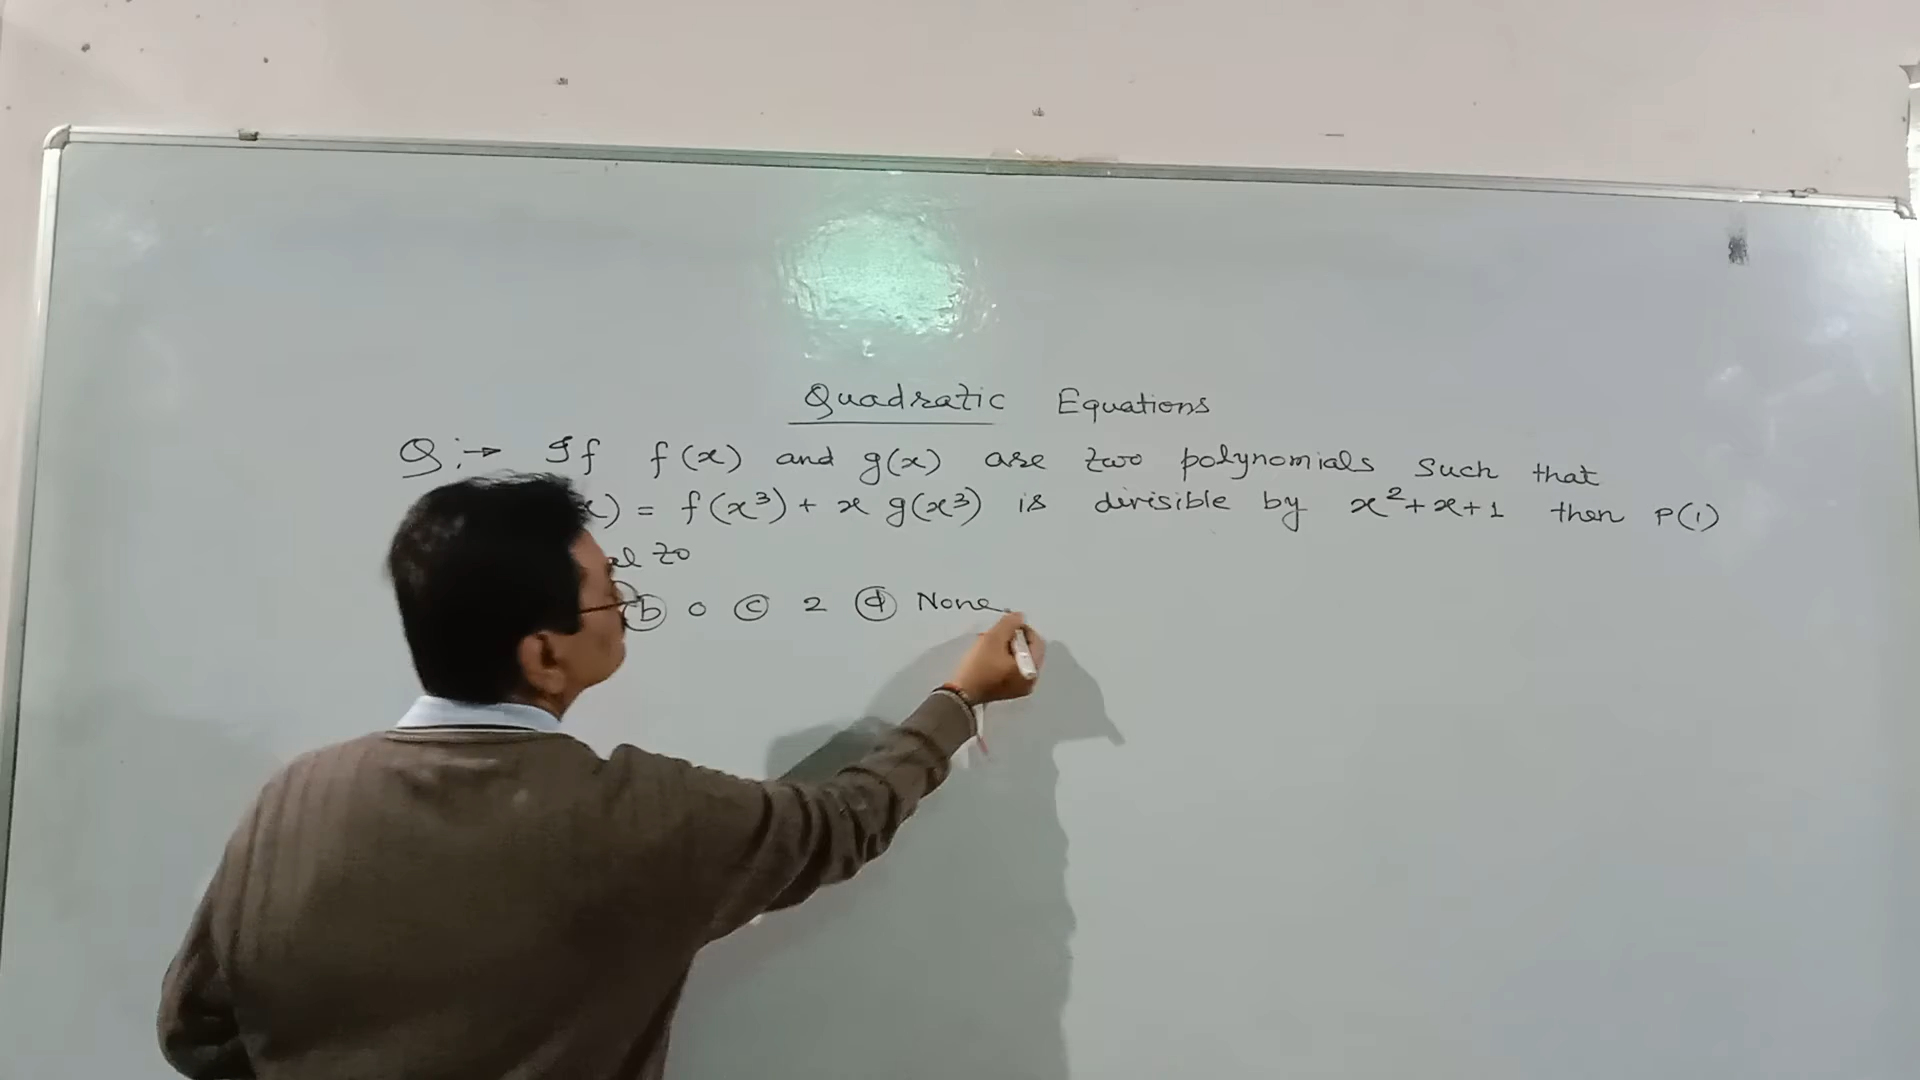 Quadratic Equations
Q:→ If f(x) and g(x) are two polynomials such that
x) = f(x³) + x g(x³) is divisible by x²+x+1 then P(1)
to
(b) 0 (c) 2 (d) None